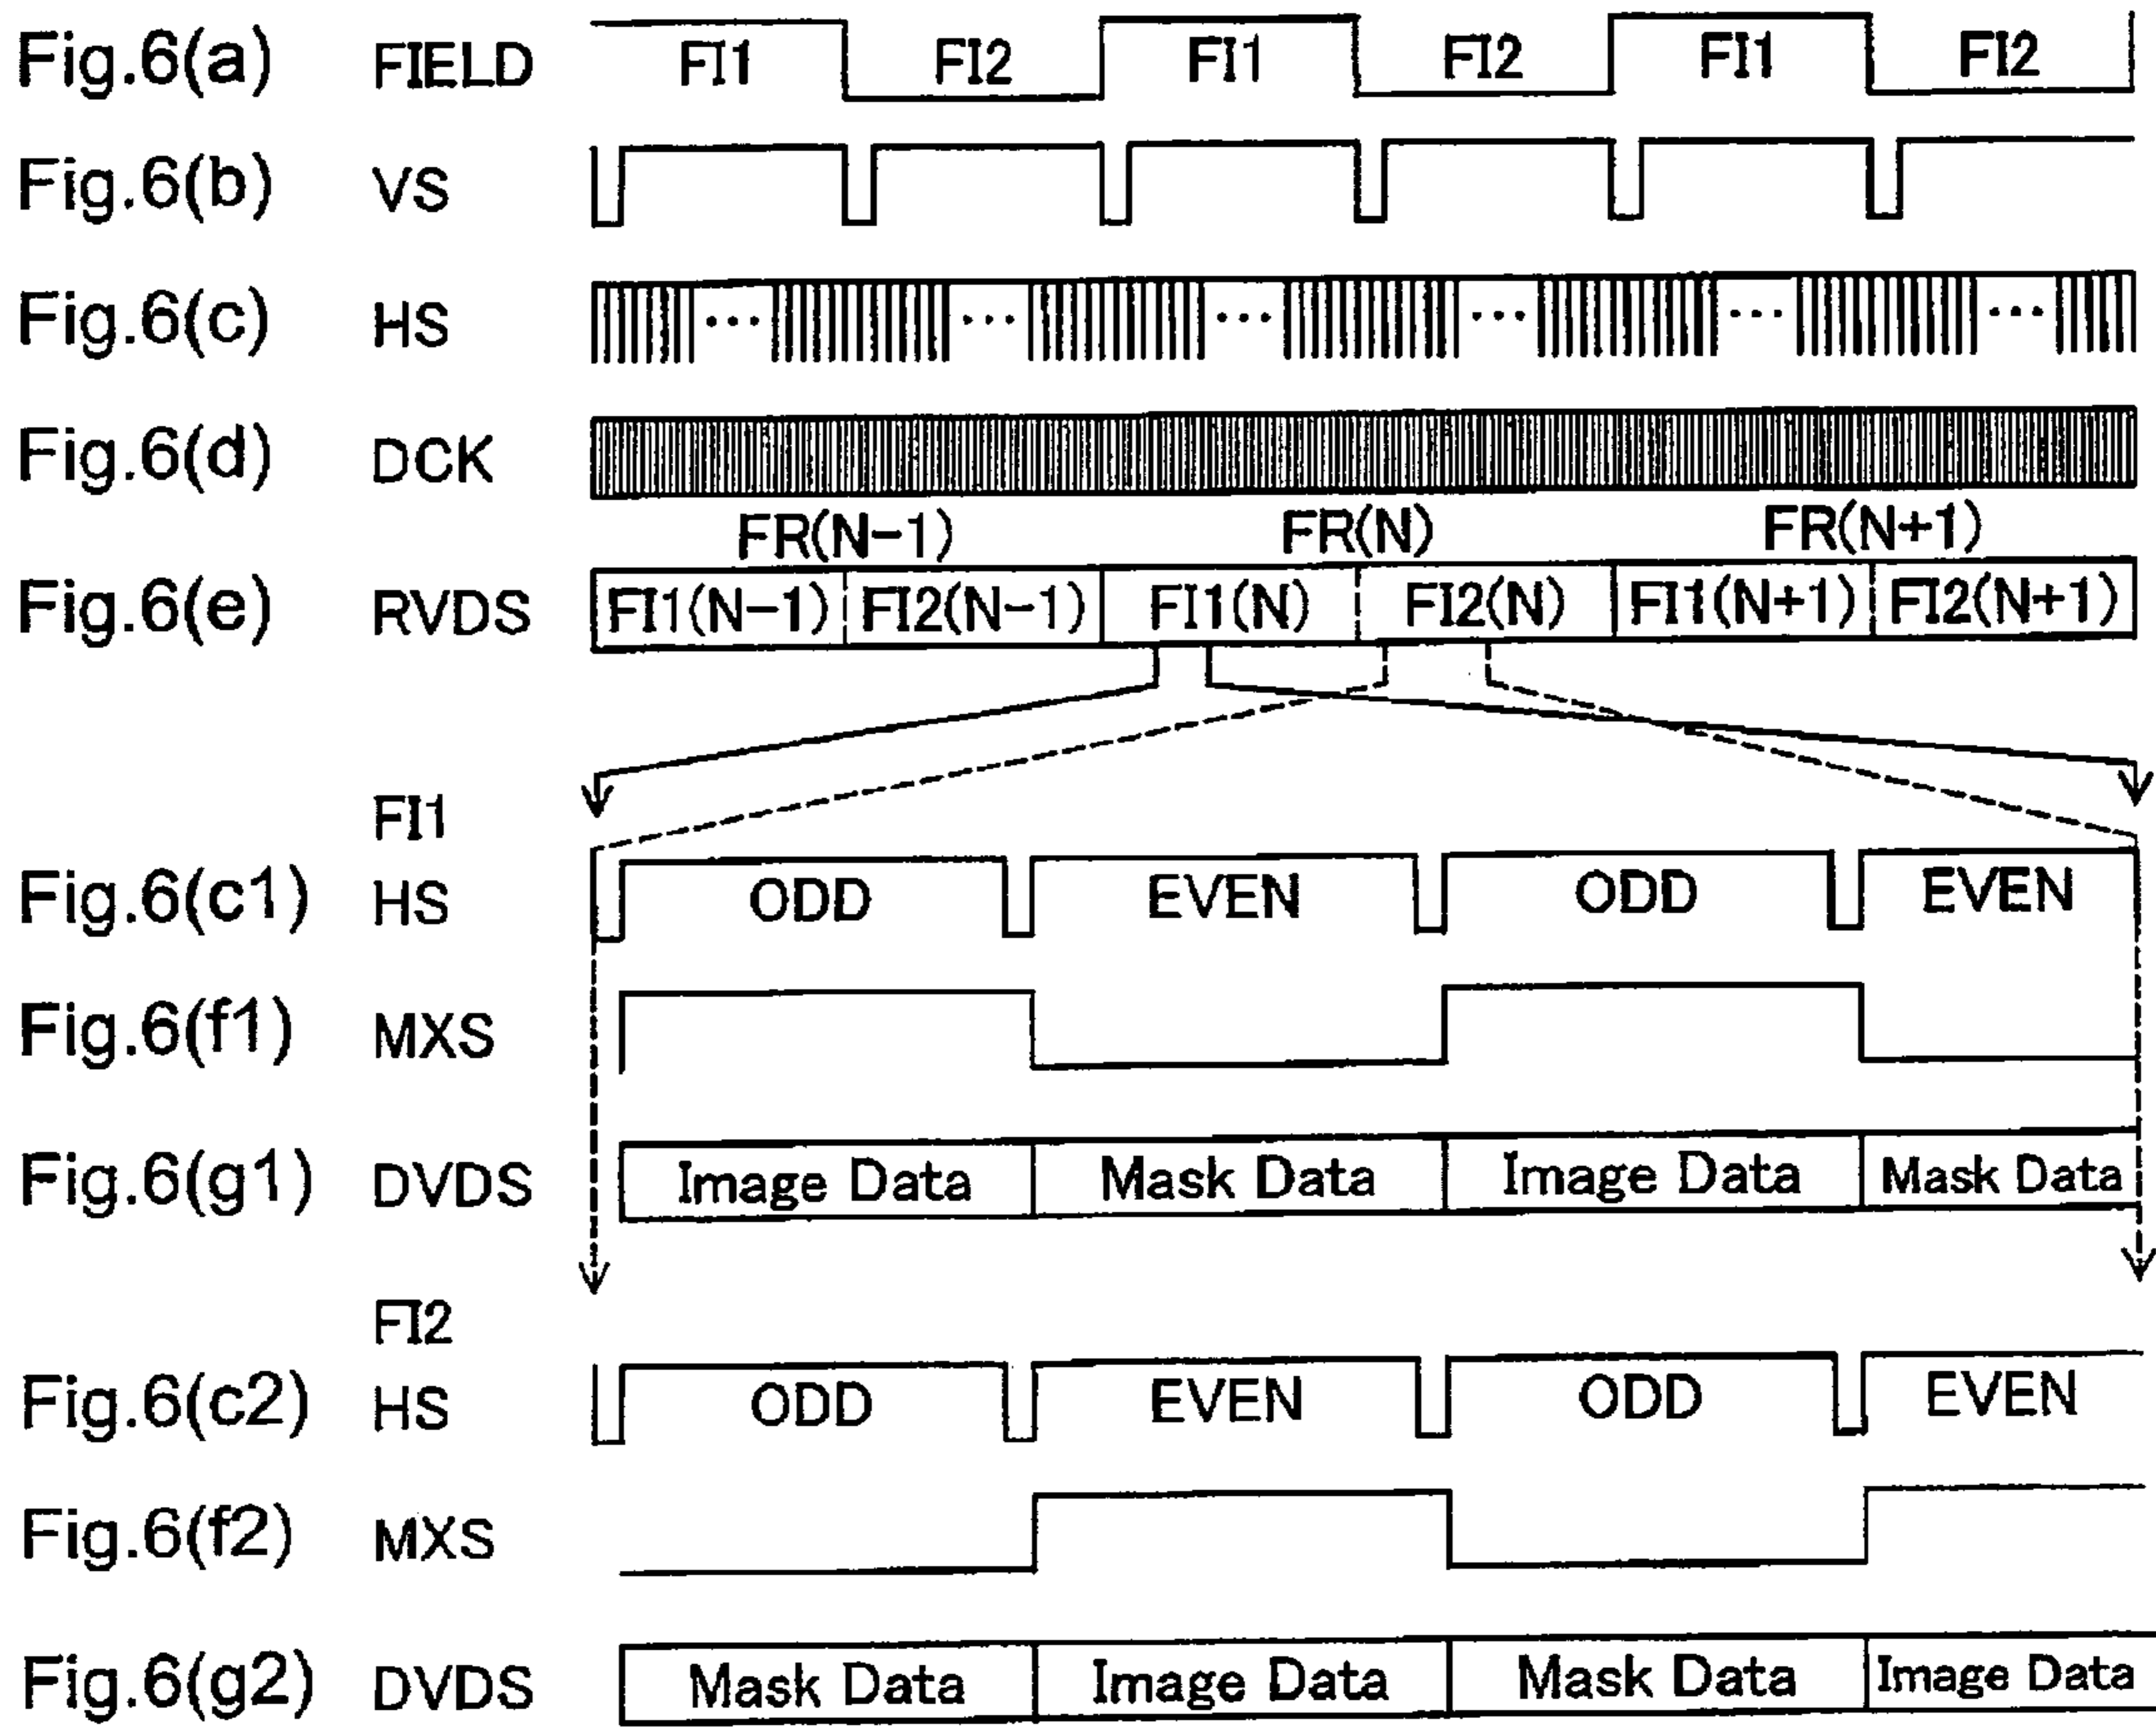 Fig.6(a) FIELD FI1 FI2 FI1 FI2 FI1 FI2
Fig.6(b) VS
Fig.6(c) HS ... ... ... ... ... ...
Fig.6(d) DCK
FR(N-1) FR(N) FR(N+1)
Fig.6(e) RVDS FI1(N-1) FI2(N-1) FI1(N) FI2(N) FI1(N+1) FI2(N+1)
FI1
Fig.6(c1) HS ODD EVEN ODD EVEN
Fig.6(f1) MXS
Fig.6(g1) DVDS Image Data Mask Data Image Data Mask Data
FI2
Fig.6(c2) HS ODD EVEN ODD EVEN
Fig.6(f2) MXS
Fig.6(g2) DVDS Mask Data Image Data Mask Data Image Data